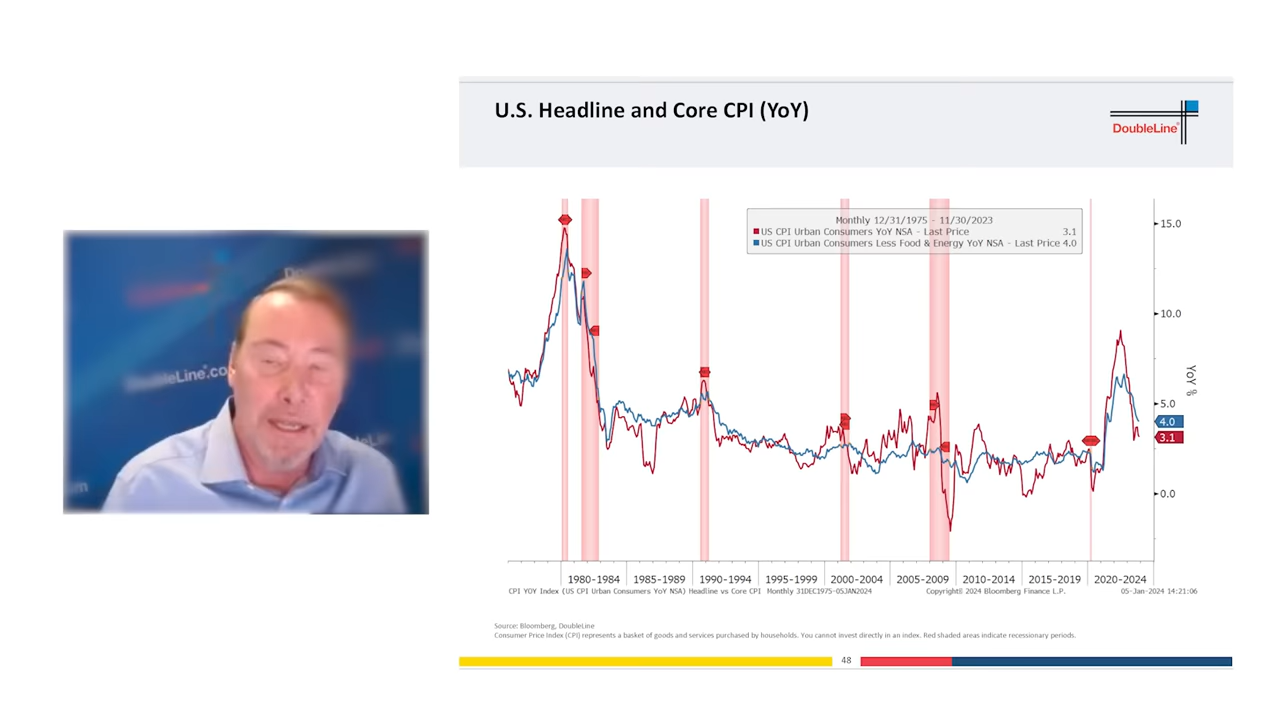 U.S. Headline and Core CPI (YoY)
DoubleLine®
Monthly 12/31/1975 - 11/30/2023
US CPI Urban Consumers YoY NSA - Last Price 3.1
US CPI Urban Consumers Less Food & Energy YoY NSA - Last Price 4.0
15.0
10.0
5.0
0.0
YoY %
4.0
3.1
1980-1984 1985-1989 1990-1994 1995-1999 2000-2004 2005-2009 2010-2014 2015-2019 2020-2024
CPI YOY Index (US CPI Urban Consumers YoY NSA) Headline vs Core CPI Monthly 31DEC1975-05JAN2024 Copyright© 2024 Bloomberg Finance L.P. 05-Jan-2024 14:21:06
Source: Bloomberg, DoubleLine
Consumer Price Index (CPI) represents a basket of goods and services purchased by households. You cannot invest directly in an index. Red shaded areas indicate recessionary periods.
48
DoubleLine.co